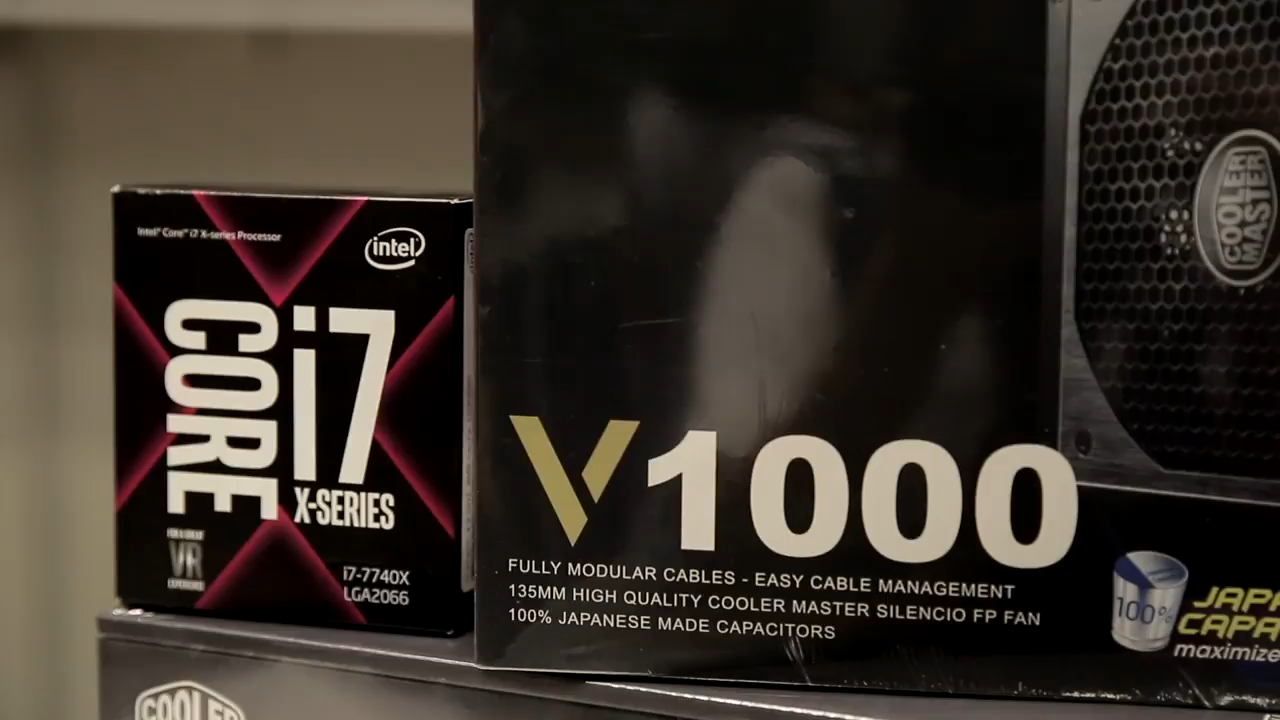 Intel® Core™ i7 X-series Processor
intel
CORE i7
X-SERIES
VR
i7-7740X
LGA2066
V1000
FULLY MODULAR CABLES - EASY CABLE MANAGEMENT
135MM HIGH QUALITY COOLER MASTER SILENCIO FP FAN
100% JAPANESE MADE CAPACITORS
COOLER
MASTER
100%
JAPA
CAPA
maximize
COOLER